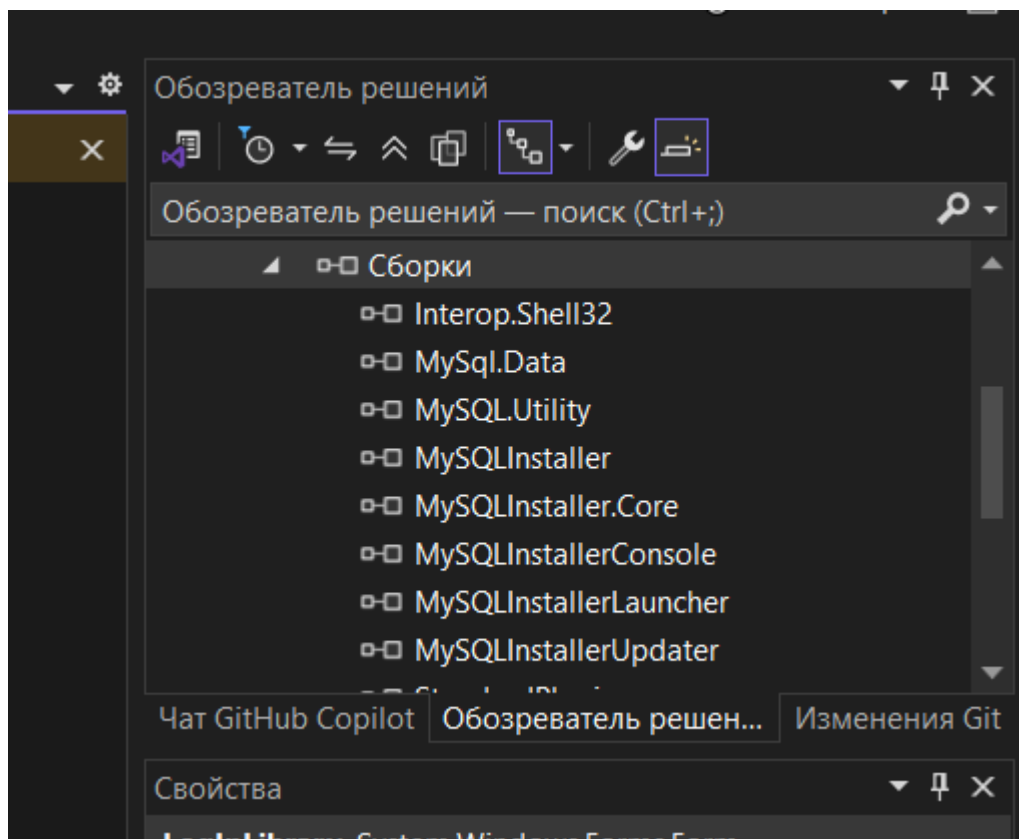 Обозреватель решений
Обозреватель решений — поиск (Ctrl+;)
Сборки
Interop.Shell32
MySql.Data
MySQL.Utility
MySQLInstaller
MySQLInstaller.Core
MySQLInstallerConsole
MySQLInstallerLauncher
MySQLInstallerUpdater
Чат GitHub Copilot Обозреватель решен... Изменения Git
Свойства